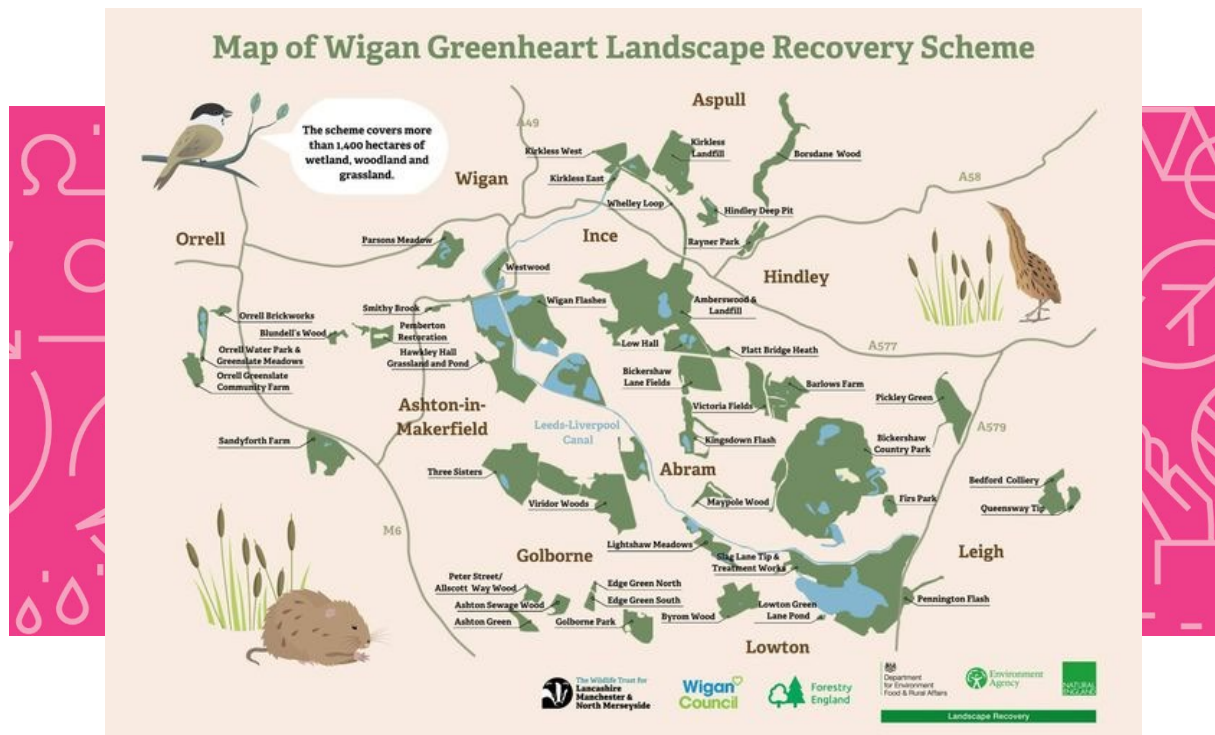 Map of Wigan Greenheart Landscape Recovery Scheme
The scheme covers more
than 1,400 hectares of
wetland, woodland and
grassland.
A49
Aspull
Kirkless West
Kirkless
Landfill
Borsdane Wood
Wigan
Kirkless East
A58
Whelley Loop
Hindley Deep Pit
Orrell
Parsons Meadow
Ince
Rayner Park
Westwood
Hindley
Orrell Brickworks
Smithy Brook
Wigan Flashes
Amberswood &
Landfill
Blundell's Wood
Pemberton
Restoration
Low Hall
A577
Orrell Water Park &
Greenslate Meadows
Hawkley Hall
Grassland and Pond
Platt Bridge Heath
Orrell Greenslate
Community Farm
Bickershaw
Lane Fields
Barlows Farm
Ashton-in-
Makerfield
Victoria Fields
Pickley Green
Leeds-Liverpool
Canal
A579
Sandyforth Farm
Kingsdown Flash
Bickershaw
Country Park
Three Sisters
Abram
Bedford Colliery
Viridor Woods
Maypole Wood
Firs Park
Queensway Tip
M6
Lightshaw Meadows
Golborne
Slag Lane Tip &
Treatment Works
Leigh
Peter Street/
Allscott Way Wood
Edge Green North
Ashton Sewage Wood
Edge Green South
Pennington Flash
Ashton Green
Golborne Park
Byrom Wood
Lowton Green
Lane Pond
Lowton
The Wildlife Trust for
Lancashire
Manchester &
North Merseyside
Wigan
Council
Forestry
England
Department
for Environment
Food & Rural Affairs
Environment
Agency
NATURAL
ENGLAND
Landscape Recovery